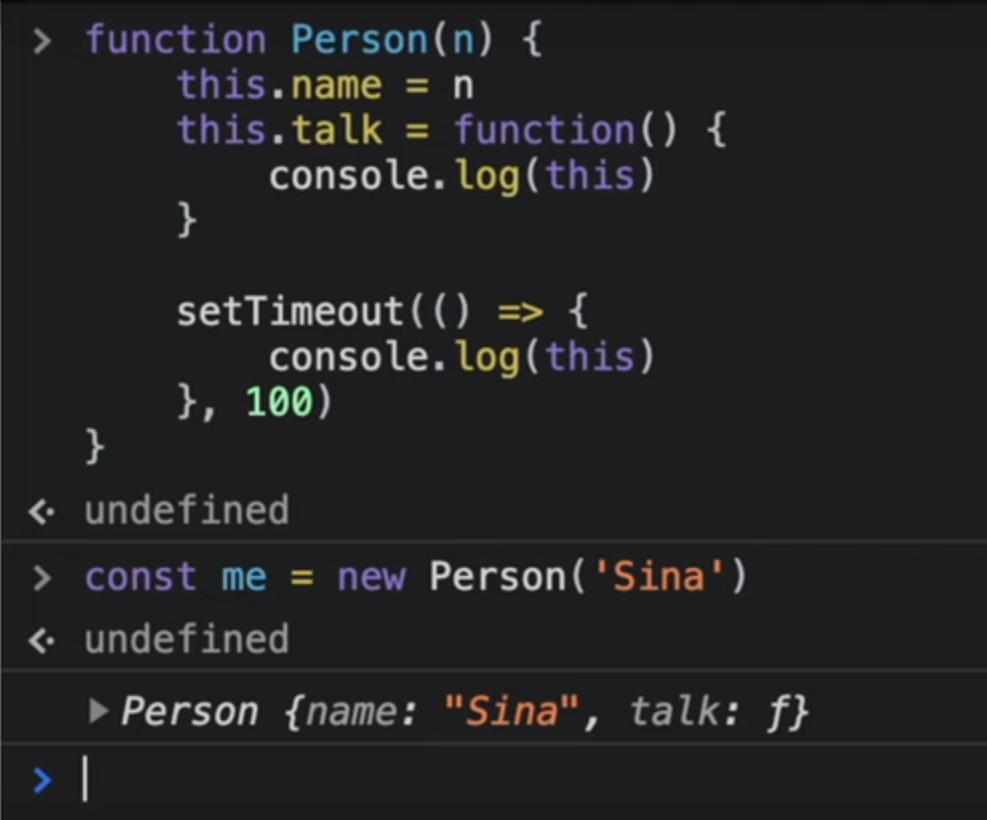 > function Person(n) {
this.name = n
this.talk = function() {
console.log(this)
}
setTimeout(() => {
console.log(this)
}, 100)
}
undefined
> const me = new Person('Sina')
undefined
▶ Person {name: "Sina", talk: f}
>